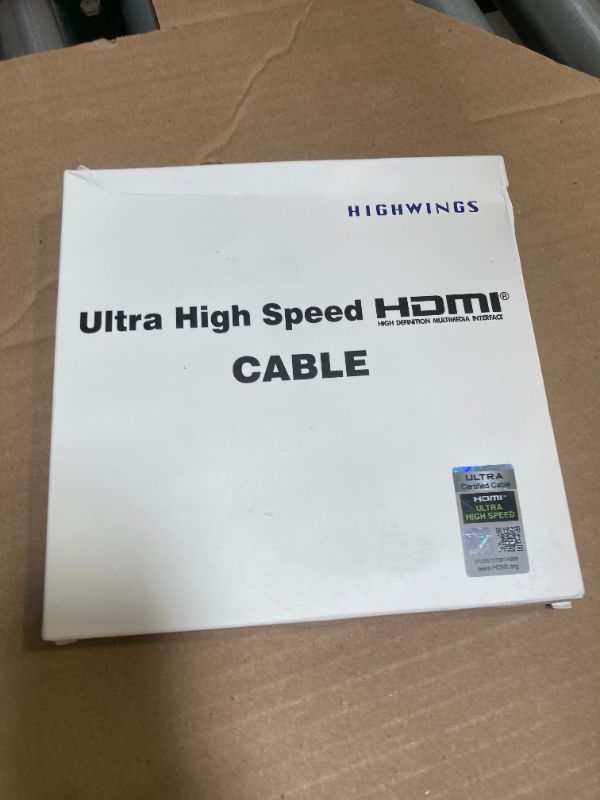 HIGHWINGS
Ultra High Speed HDMI®
HIGH DEFINITION MULTIMEDIA INTERFACE
CABLE
ULTRA
Certified Cable
HDMI™
ULTRA
HIGH SPEED
www.HDMI.org